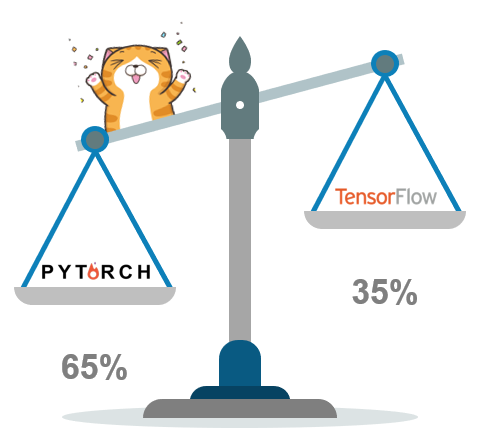 PYTORCH
TensorFlow
65%
35%